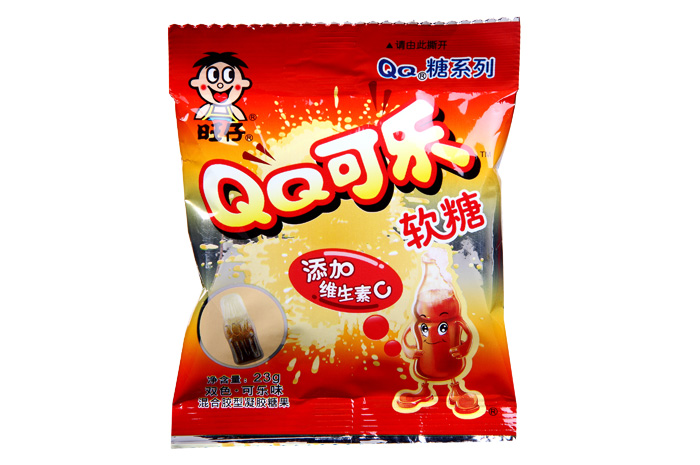 ▲请由此撕开
QQ®糖系列
旺仔®
QQ可乐™
软糖
添加
维生素C
净含量：23g
双色·可乐味
混合胶型凝胶糖果